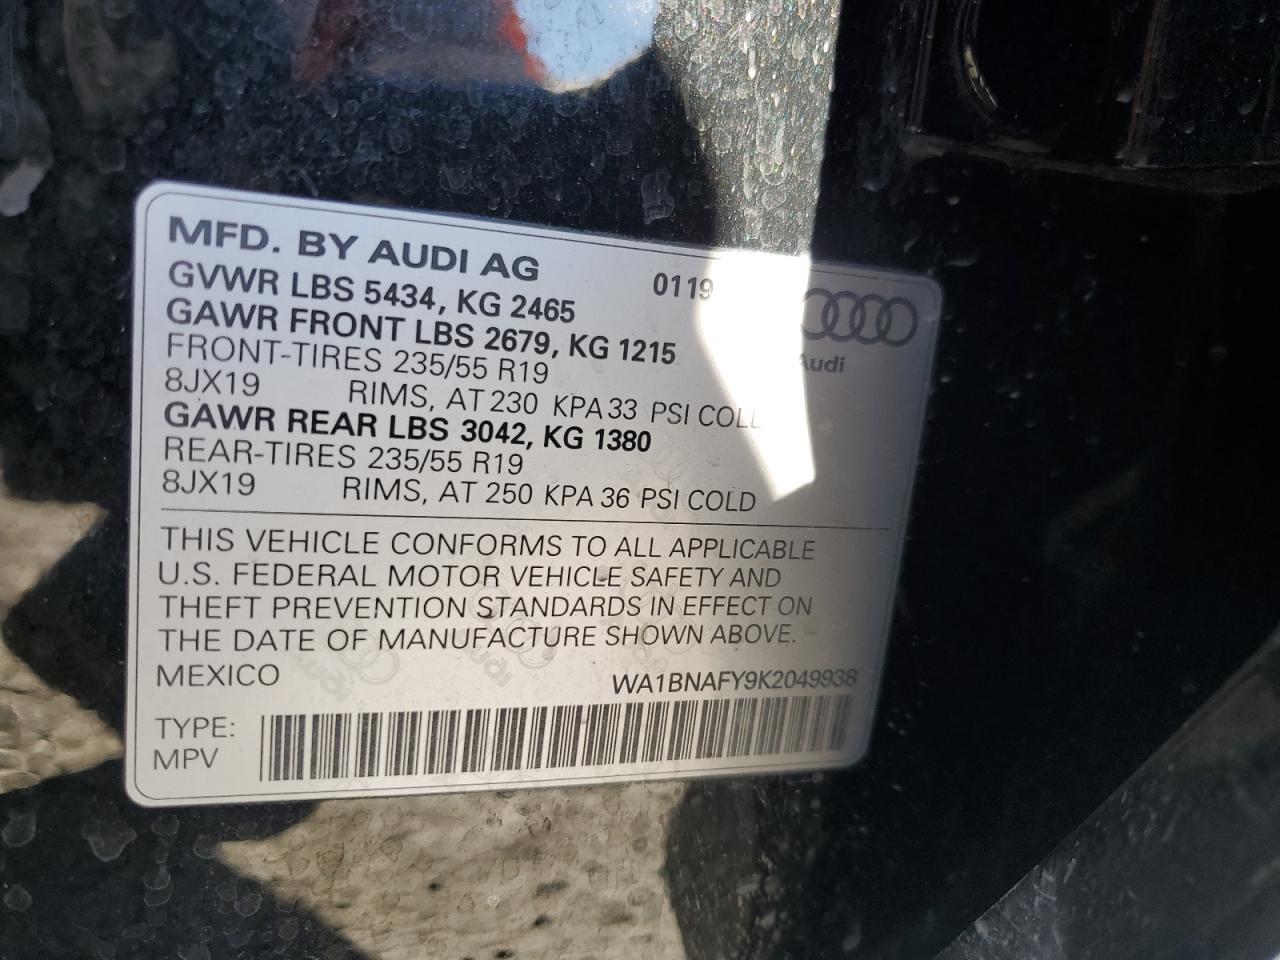 MFD. BY AUDI AG
0119
GVWR LBS 5434, KG 2465
GAWR FRONT LBS 2679, KG 1215
Audi
FRONT-TIRES 235/55 R19
8JX19 RIMS, AT 230 KPA 33 PSI COLD
GAWR REAR LBS 3042, KG 1380
REAR-TIRES 235/55 R19
8JX19 RIMS, AT 250 KPA 36 PSI COLD
THIS VEHICLE CONFORMS TO ALL APPLICABLE
U.S. FEDERAL MOTOR VEHICLE SAFETY AND
THEFT PREVENTION STANDARDS IN EFFECT ON
THE DATE OF MANUFACTURE SHOWN ABOVE.
MEXICO
WA1BNAFY9K2049938
TYPE:
MPV